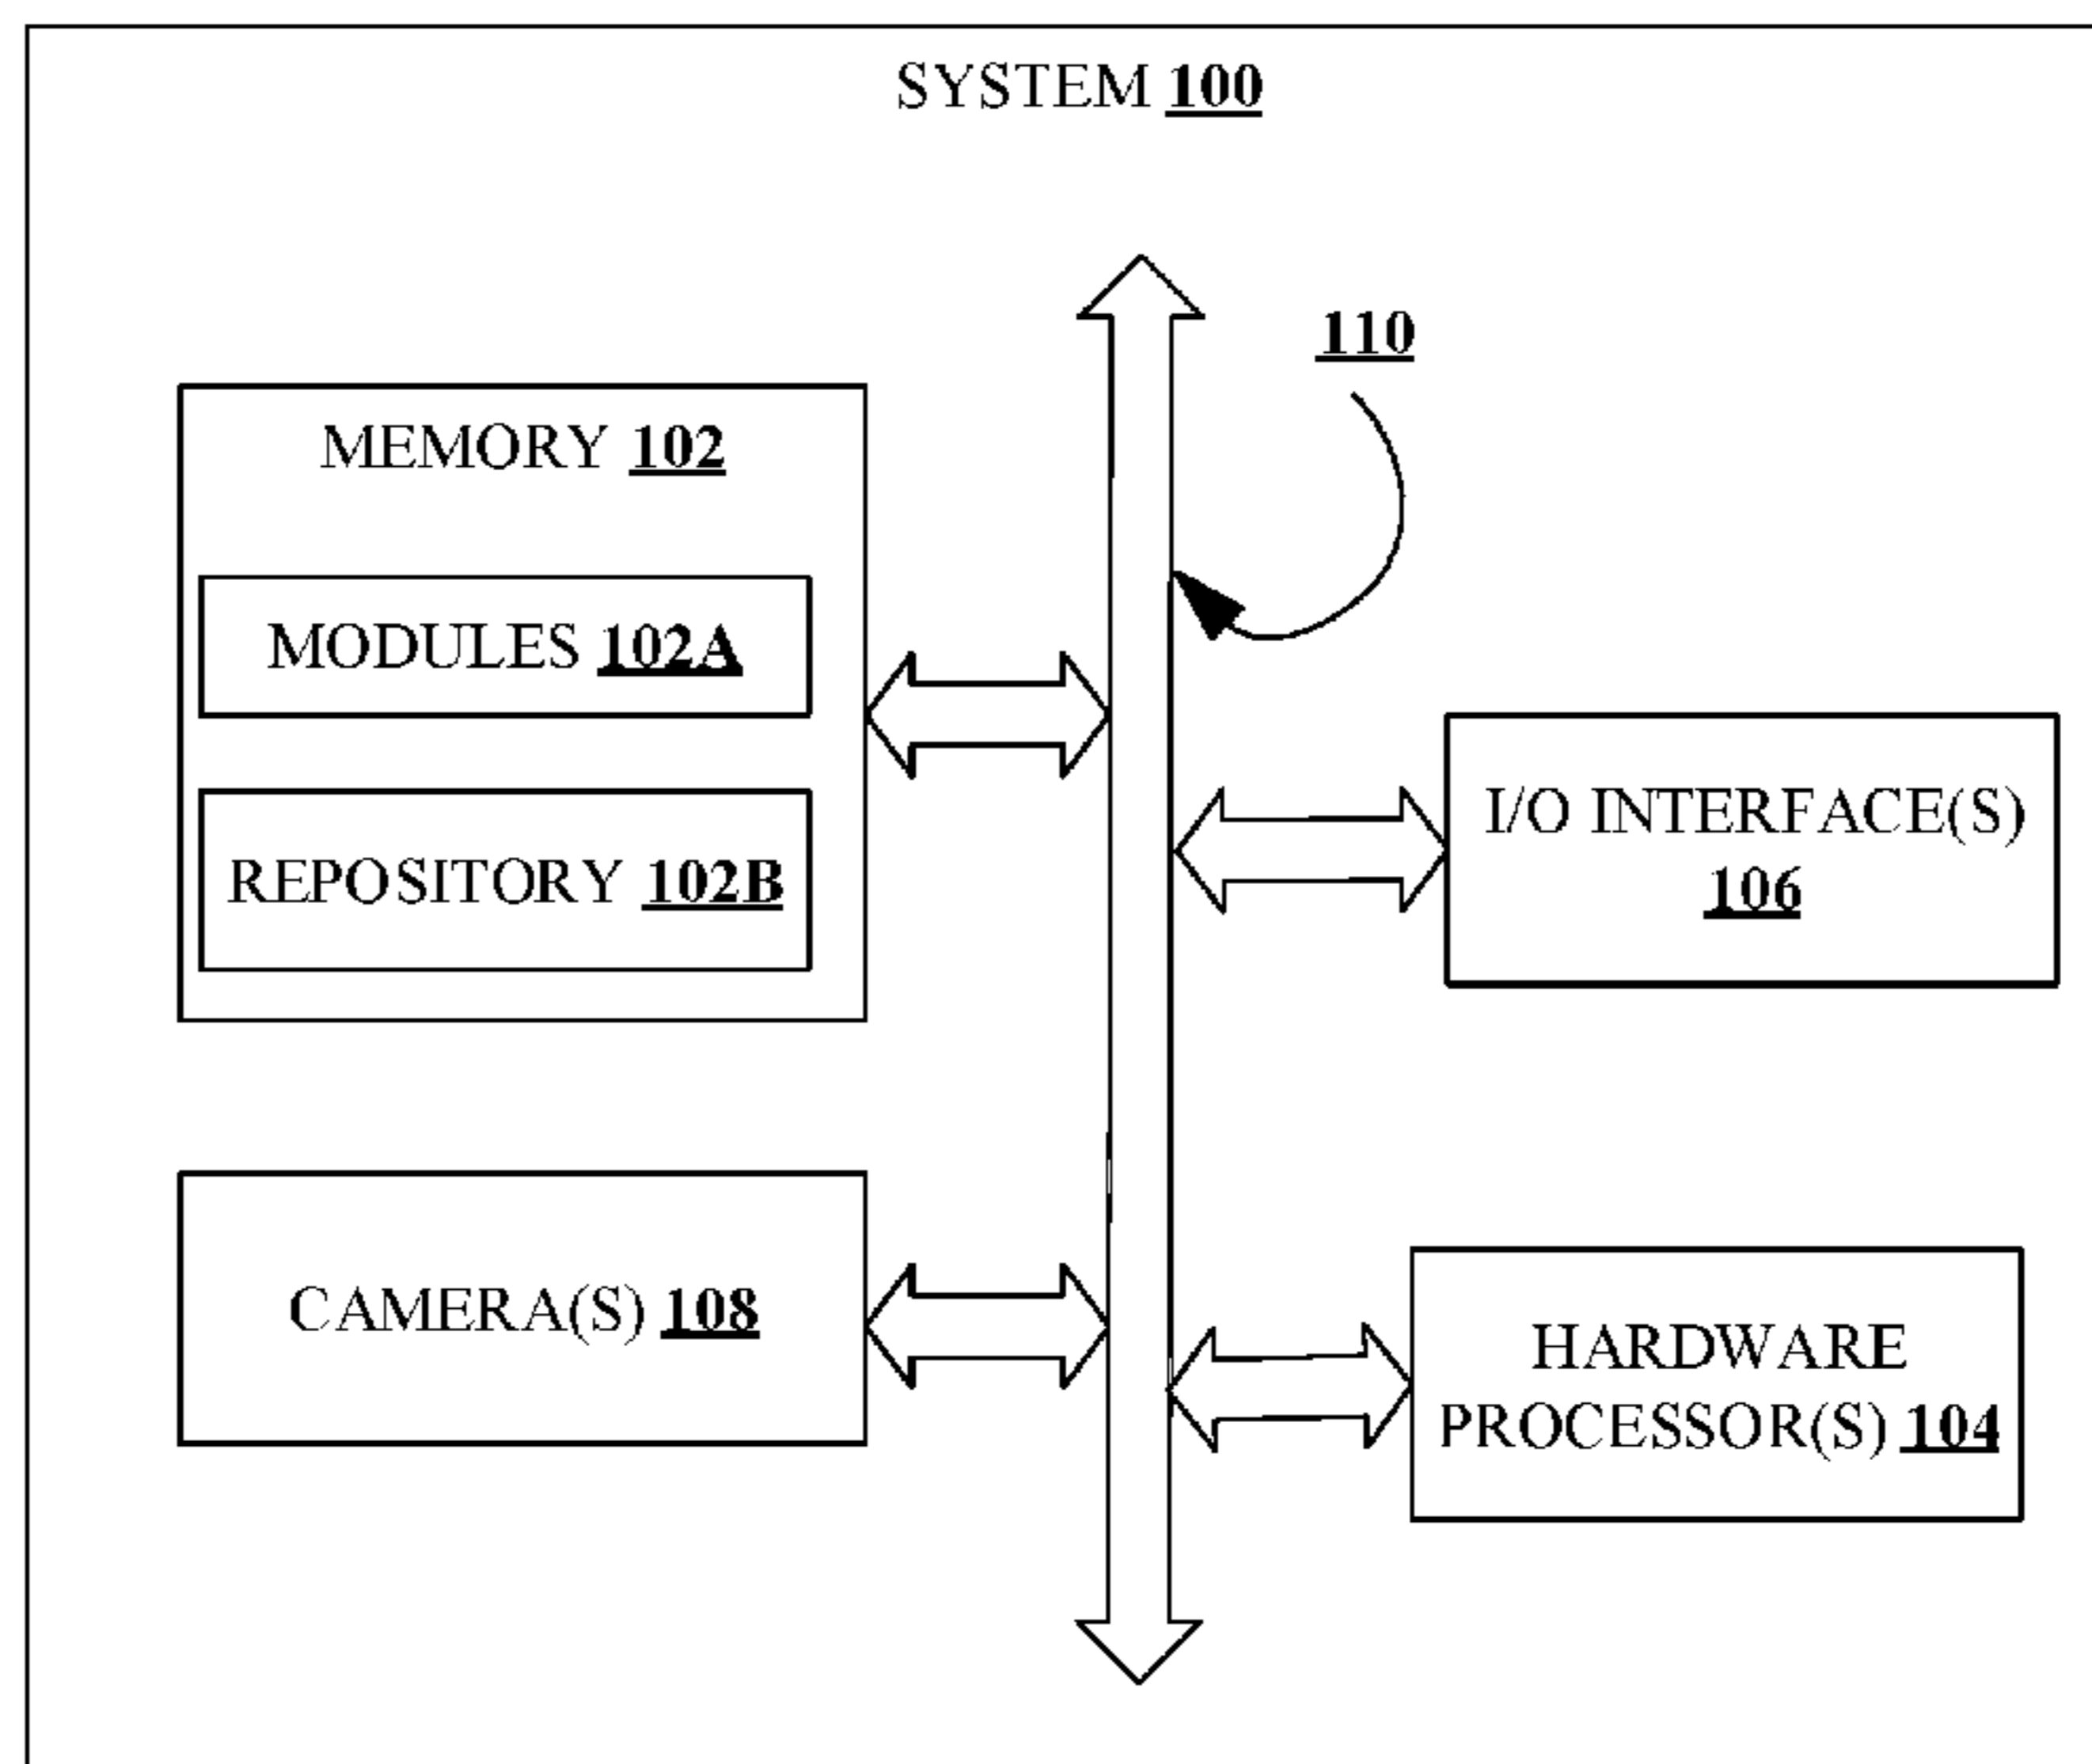 SYSTEM 100
110
MEMORY 102
MODULES 102A
REPOSITORY 102B
I/O INTERFACE(S)
106
CAMERA(S) 108
HARDWARE
PROCESSOR(S) 104